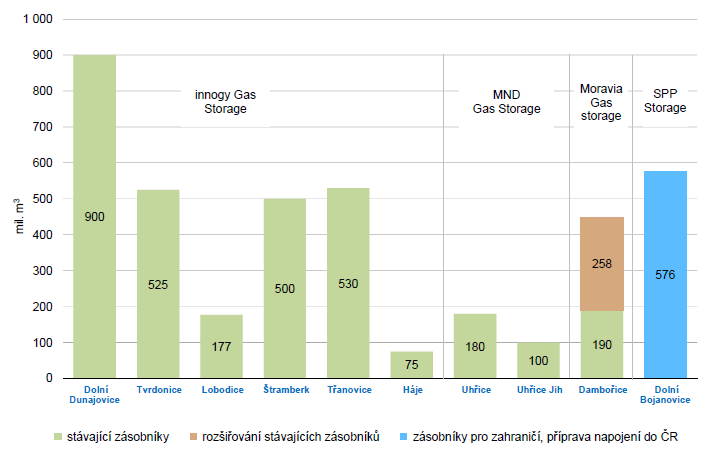 1 000
900
800
700
600
500
400
300
200
100
0
mil. m³
innogy Gas
Storage
MND
Gas Storage
Moravia
Gas
storage
SPP
Storage
900
525
177
500
530
75
180
100
258
190
576
Dolní
Dunajovice
Tvrdonice
Lobodice
Štramberk
Třanovice
Háje
Uhřice
Uhřice Jih
Dambořice
Dolní
Bojanovice
stávající zásobníky
rozšiřování stávajících zásobníků
zásobníky pro zahraničí, příprava napojení do ČR